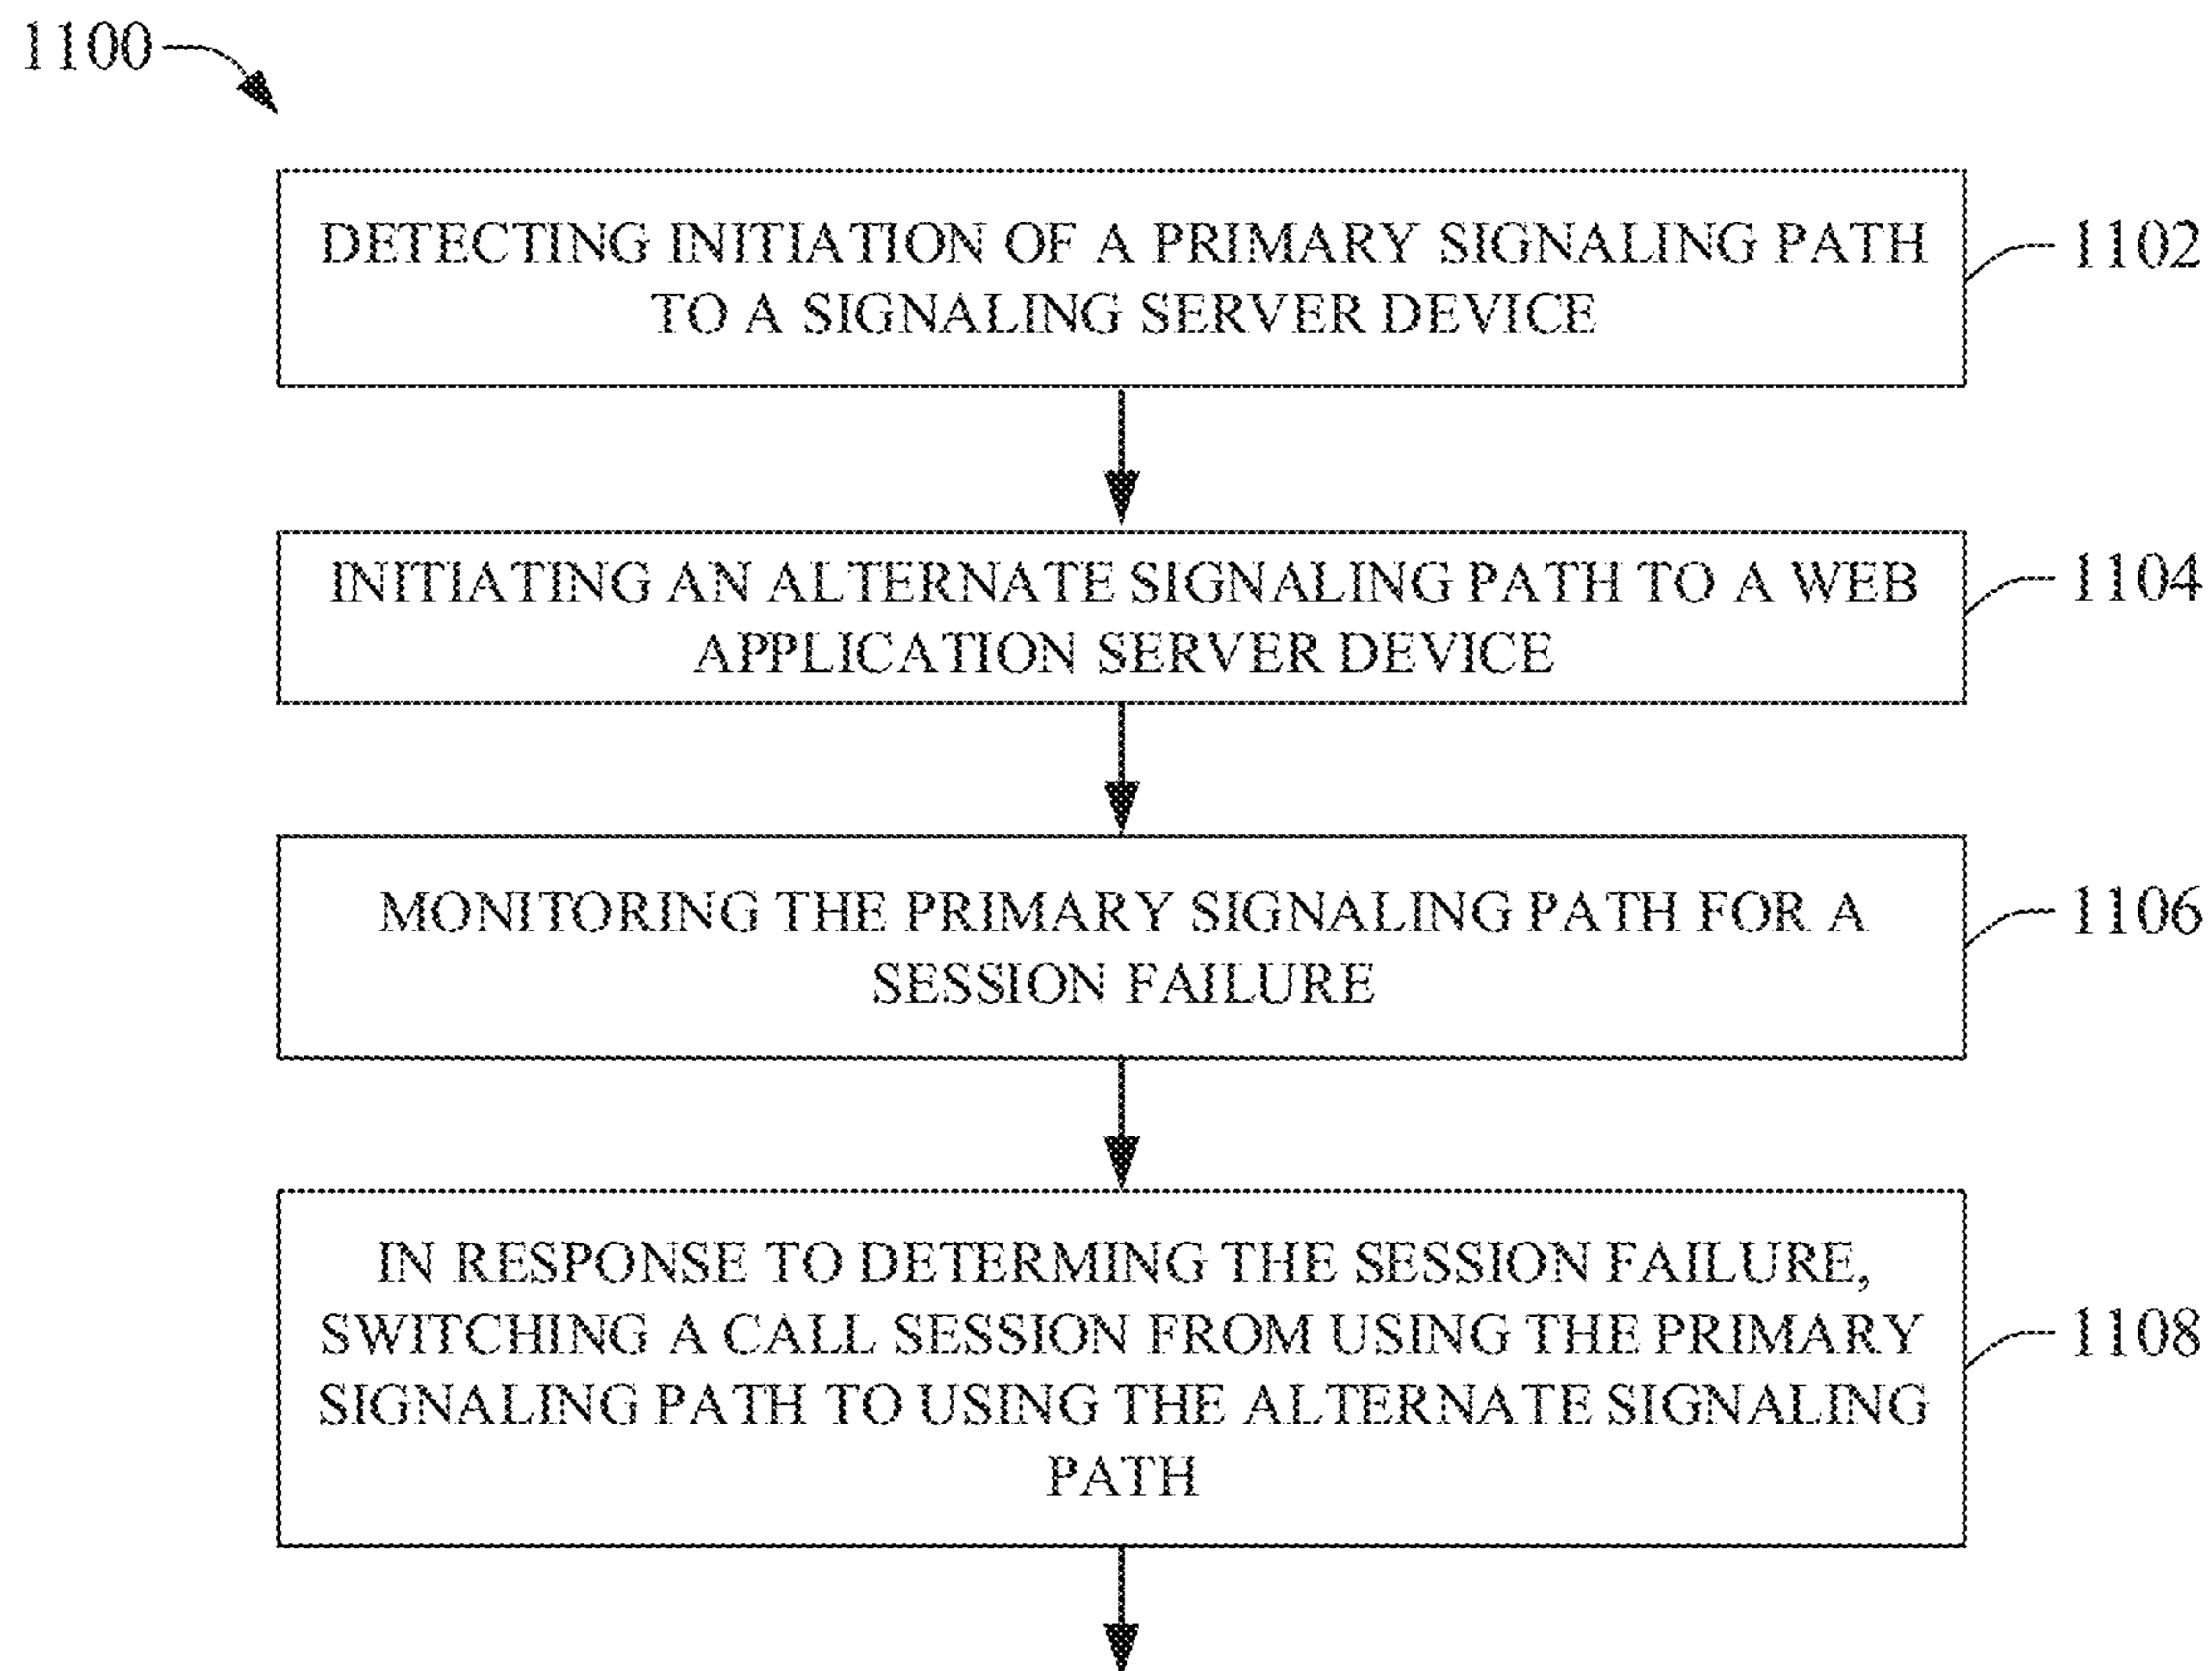 1100
DETECTING INITIATION OF A PRIMARY SIGNALING PATH
TO A SIGNALING SERVER DEVICE
1102
INITIATING AN ALTERNATE SIGNALING PATH TO A WEB
APPLICATION SERVER DEVICE
1104
MONITORING THE PRIMARY SIGNALING PATH FOR A
SESSION FAILURE
1106
IN RESPONSE TO DETERMING THE SESSION FAILURE,
SWITCHING A CALL SESSION FROM USING THE PRIMARY
SIGNALING PATH TO USING THE ALTERNATE SIGNALING
PATH
1108